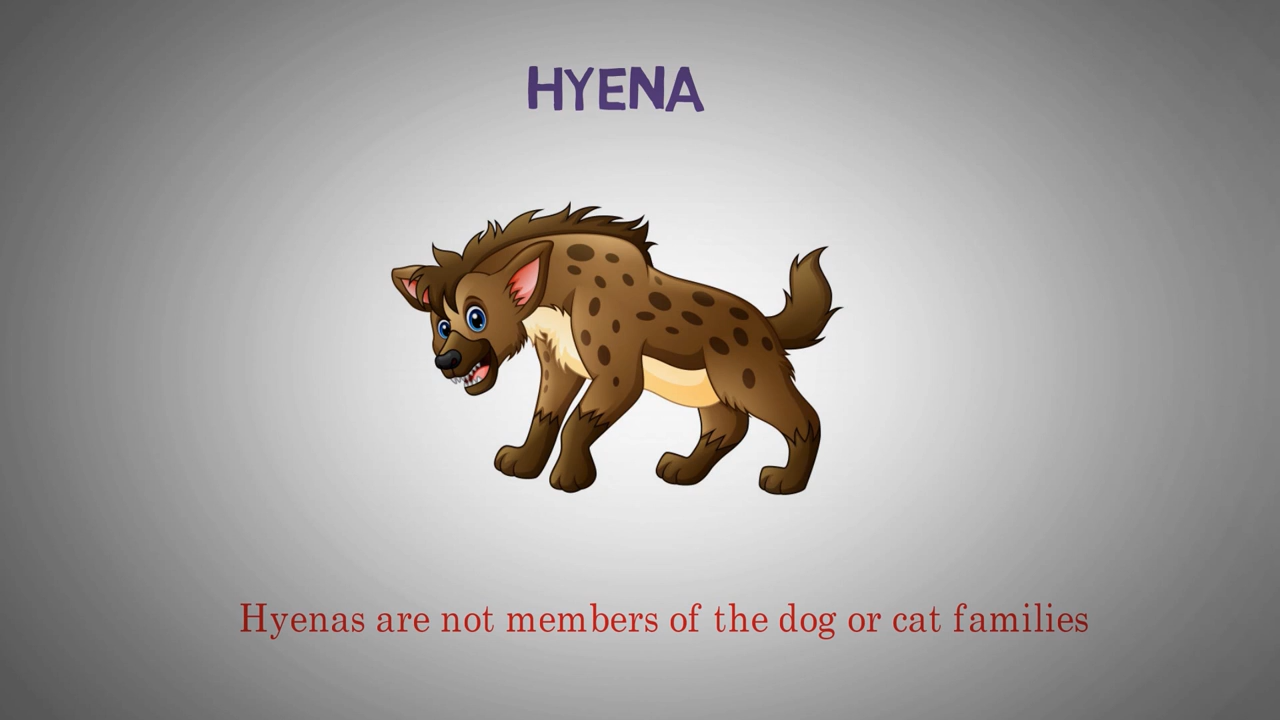 HYENA
Hyenas are not members of the dog or cat families